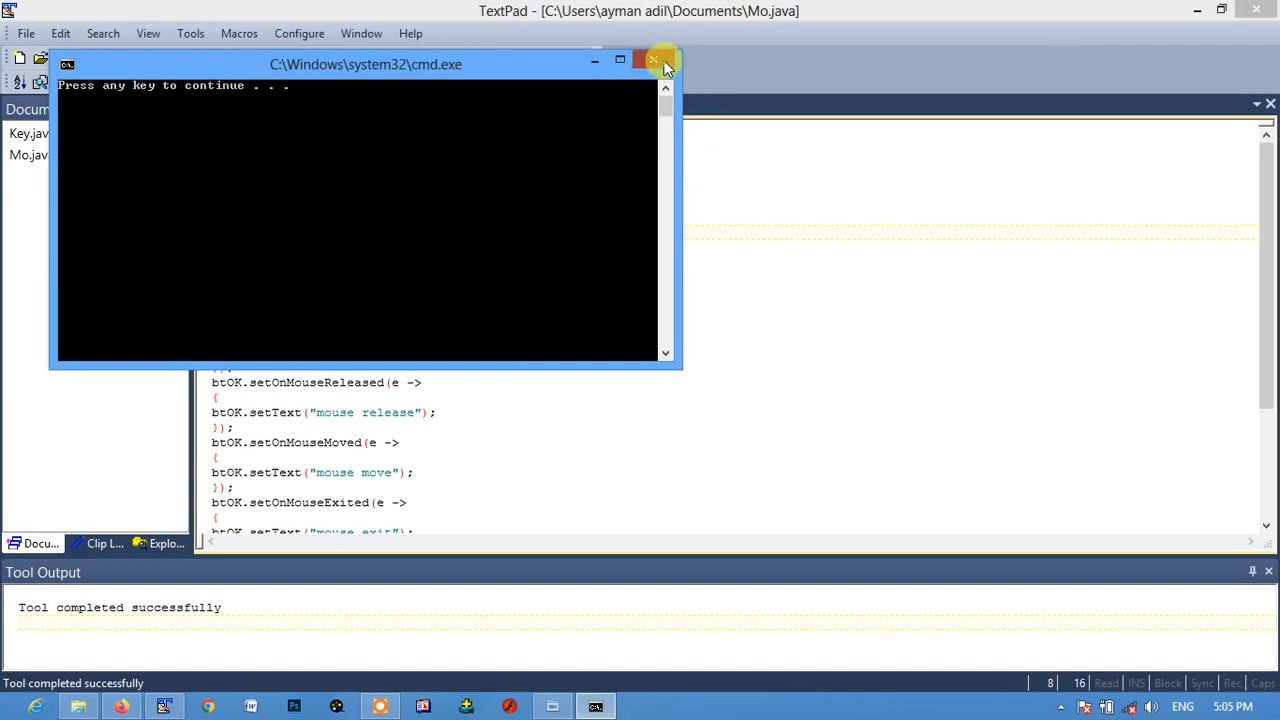 TextPad - [C:\Users\ayman adil\Documents\Mo.java]
File Edit Search View Tools Macros Configure Window Help
C:\Windows\system32\cmd.exe
Press any key to continue . . .
Docum
Key.jav
Mo.java
});
btOK.setOnMouseReleased(e ->
{
btOK.setText("mouse release");
});
btOK.setOnMouseMoved(e ->
{
btOK.setText("mouse move");
});
btOK.setOnMouseExited(e ->
{
btOK.setText("mouse exit");
Docu... Clip L... Explo...
Tool Output
Tool completed successfully
Tool completed successfully
8 16 Read INS Block Sync Rec Caps
ENG 5:05 PM